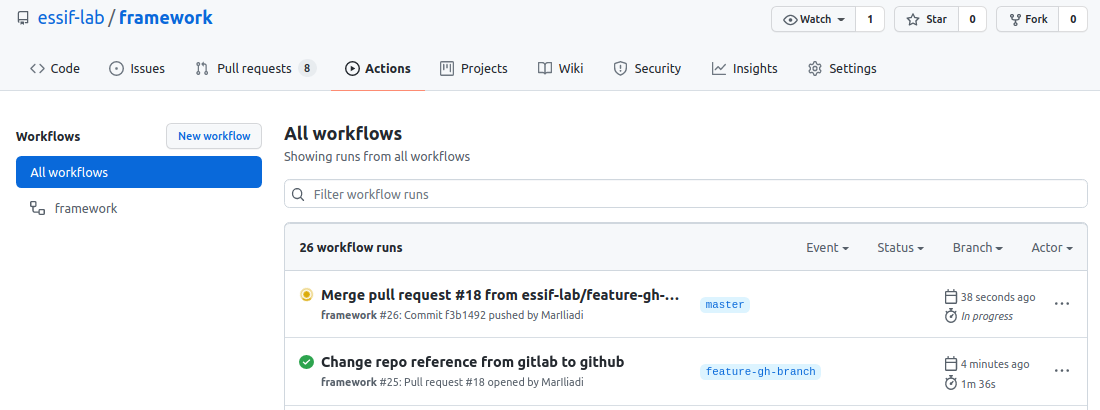 essif-lab / framework
Watch 1 Star 0 Fork 0
Code Issues Pull requests 8 Actions Projects Wiki Security Insights Settings
Workflows
New workflow
All workflows
framework
All workflows
Showing runs from all workflows
Filter workflow runs
26 workflow runs Event Status Branch Actor
Merge pull request #18 from essif-lab/feature-gh-...
framework #26: Commit f3b1492 pushed by MarIliadi
master
38 seconds ago
In progress
Change repo reference from gitlab to github
framework #25: Pull request #18 opened by MarIliadi
feature-gh-branch
4 minutes ago
1m 36s